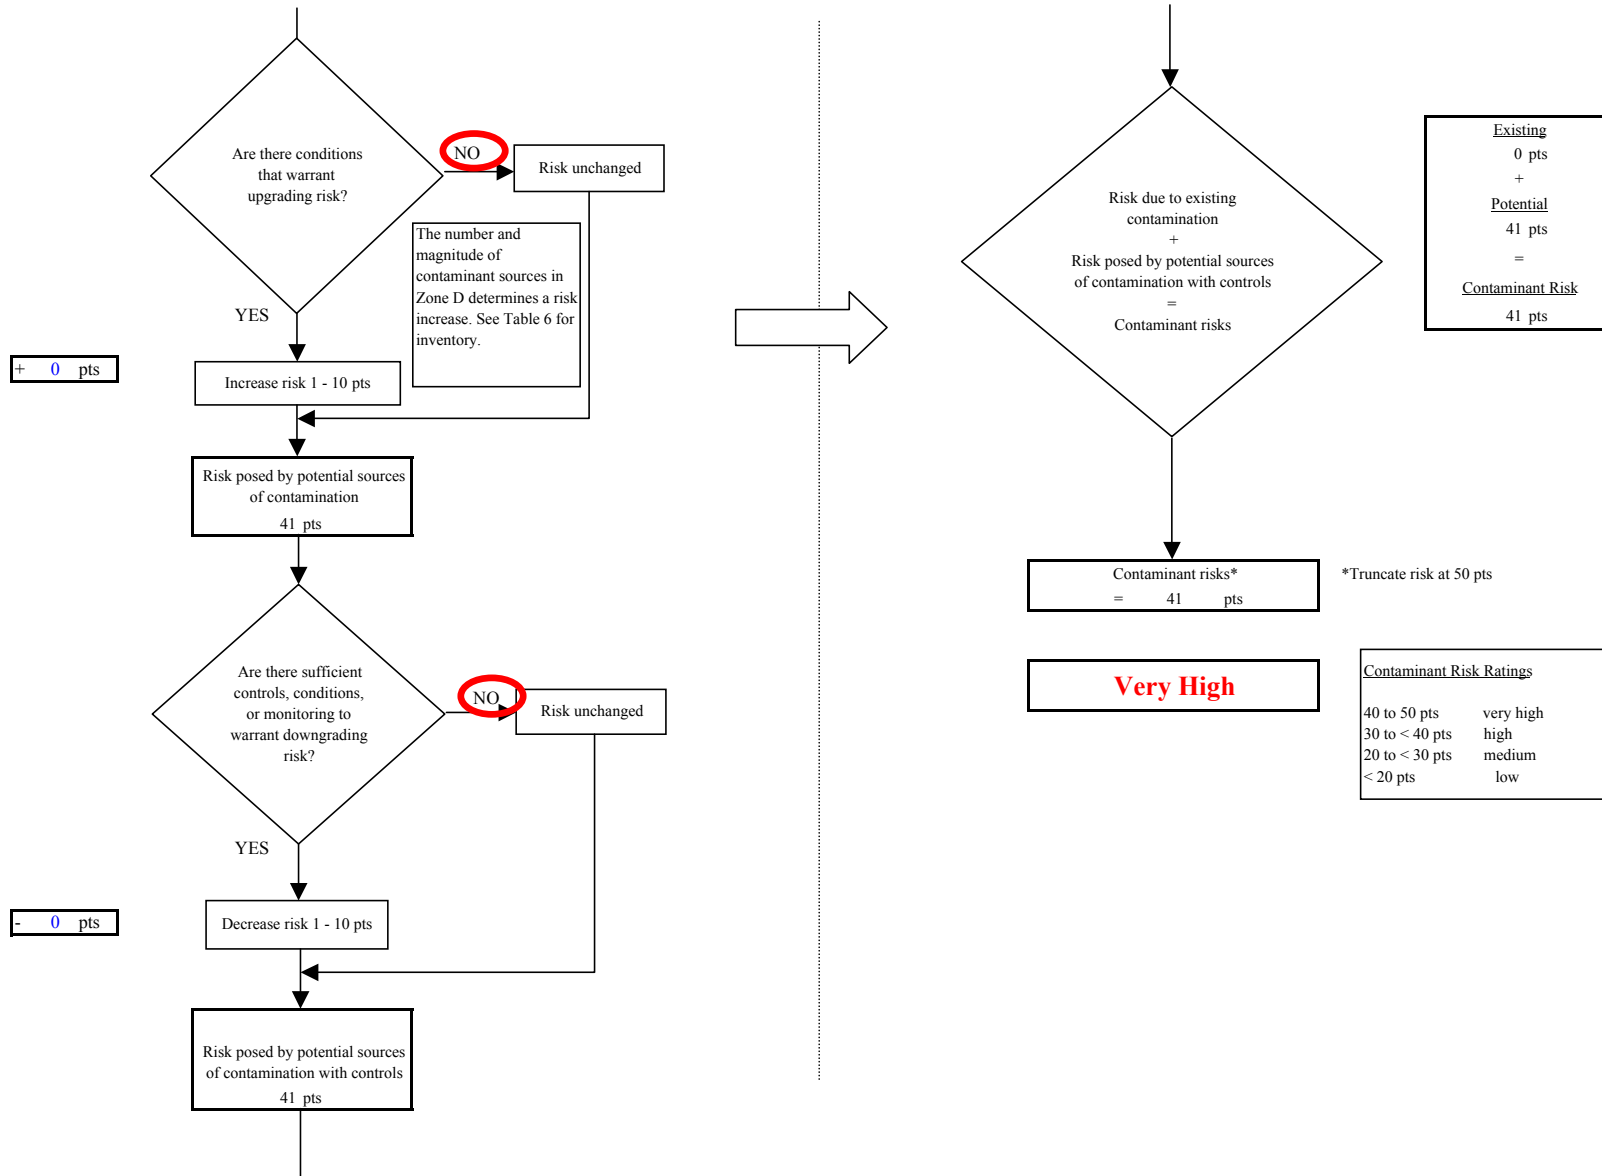 Are there conditions
that warrant
upgrading risk?
NO
Risk unchanged
The number and
magnitude of
contaminant sources in
Zone D determines a risk
increase. See Table 6 for
inventory.
YES
+ 0 pts
Increase risk 1 - 10 pts
Risk posed by potential sources
of contamination
41 pts
Are there sufficient
controls, conditions,
or monitoring to
warrant downgrading
risk?
NO
Risk unchanged
YES
- 0 pts
Decrease risk 1 - 10 pts
Risk posed by potential sources
of contamination with controls
41 pts
Risk due to existing
contamination
+
Risk posed by potential sources
of contamination with controls
=
Contaminant risks
Existing
0 pts
+
Potential
41 pts
=
Contaminant Risk
41 pts
Contaminant risks*
= 41 pts
*Truncate risk at 50 pts
Very High
Contaminant Risk Ratings
40 to 50 pts very high
30 to < 40 pts high
20 to < 30 pts medium
< 20 pts low